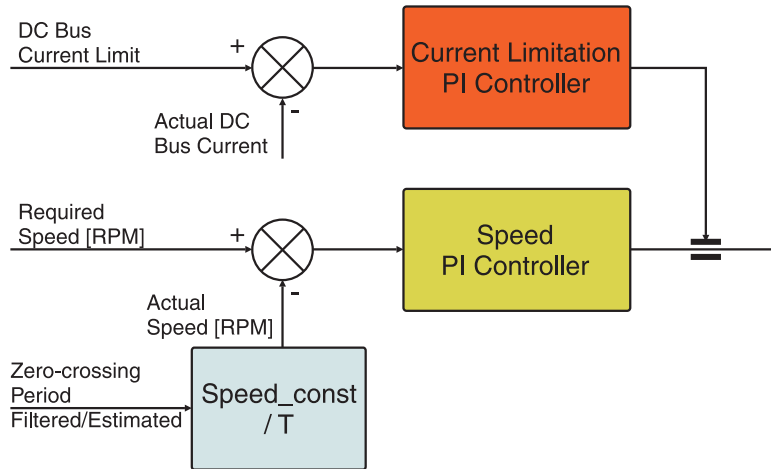 DC Bus
Current Limit
+
Current Limitation
PI Controller
-
Actual DC
Bus Current
Required
Speed [RPM]
+
Speed
PI Controller
-
Actual
Speed [RPM]
Zero-crossing
Period
Filtered/Estimated
Speed_const
/ T